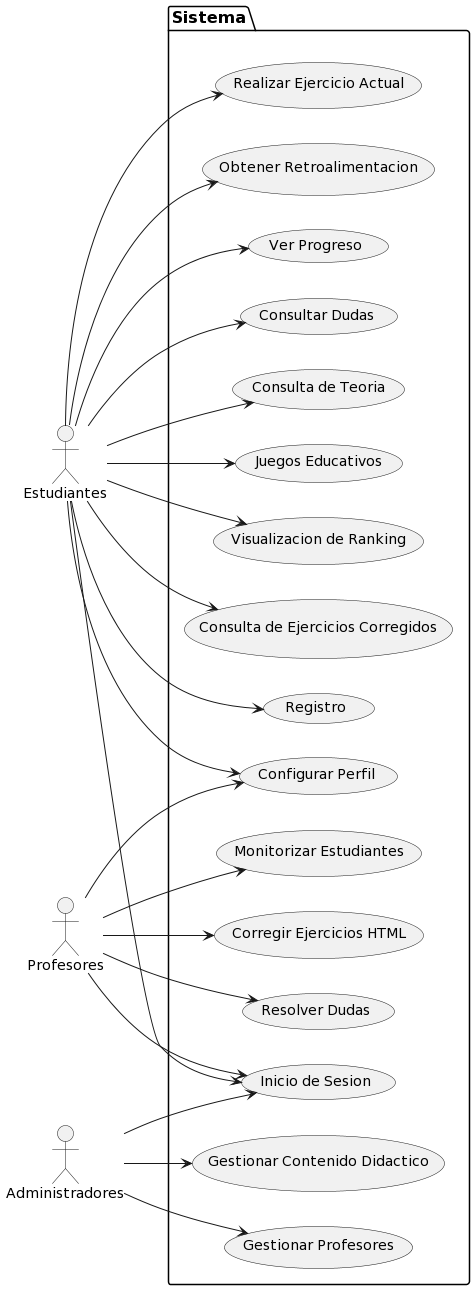 Sistema
Realizar Ejercicio Actual
Obtener Retroalimentacion
Ver Progreso
Consultar Dudas
Consulta de Teoria
Juegos Educativos
Estudiantes
Visualizacion de Ranking
Consulta de Ejercicios Corregidos
Registro
Configurar Perfil
Monitorizar Estudiantes
Corregir Ejercicios HTML
Profesores
Resolver Dudas
Inicio de Sesion
Gestionar Contenido Didactico
Administradores
Gestionar Profesores